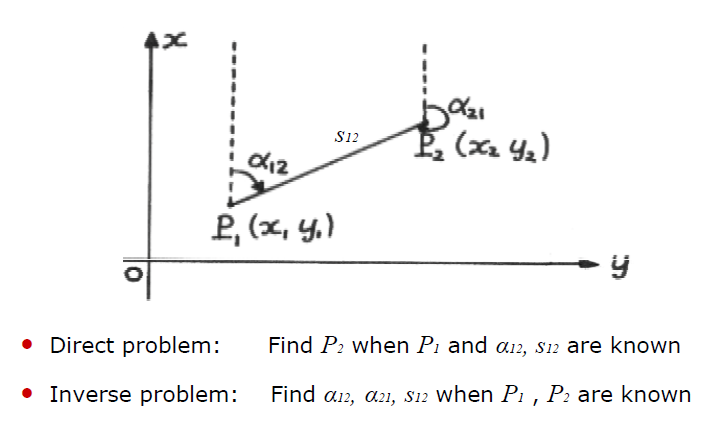 x
α21
s12
P2 (x2 y2)
α12
P1 (x1 y1)
O
y
• Direct problem: Find P2 when P1 and α12, s12 are known
• Inverse problem: Find α12, α21, s12 when P1 , P2 are known